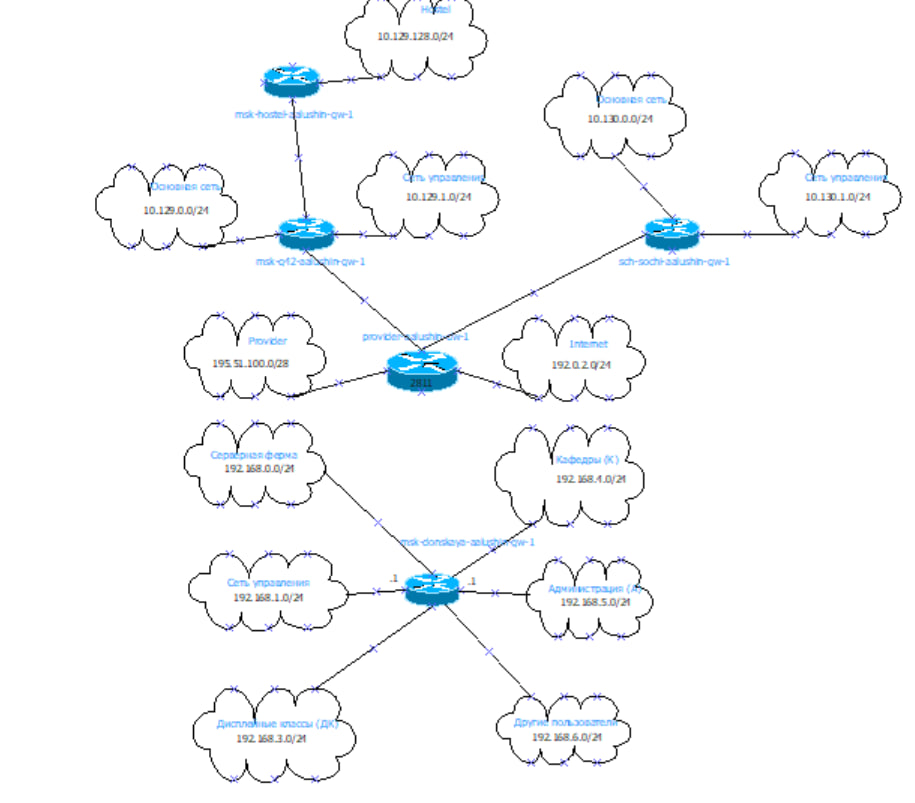 Hostel
10.129.128.0/24
msk-hostel-aalushin-gw-1
Основная сеть
10.130.0.0/24
Основная сеть
10.129.0.0/24
Сеть управления
10.129.1.0/24
Сеть управления
10.130.1.0/24
msk-q42-aalushin-gw-1
sch-sochi-aalushin-gw-1
provider-aalushin-gw-1
Provider
195.51.100.0/28
Internet
192.0.2.0/24
2811
Серверная ферма
192.168.0.0/24
Кафедры (К)
192.168.4.0/24
msk-donskaya-aalushin-gw-1
.1
.1
Сеть управления
192.168.1.0/24
Администрация (А)
192.168.5.0/24
Дисплейные классы (ДК)
192.168.3.0/24
Другие пользователи
192.168.6.0/24